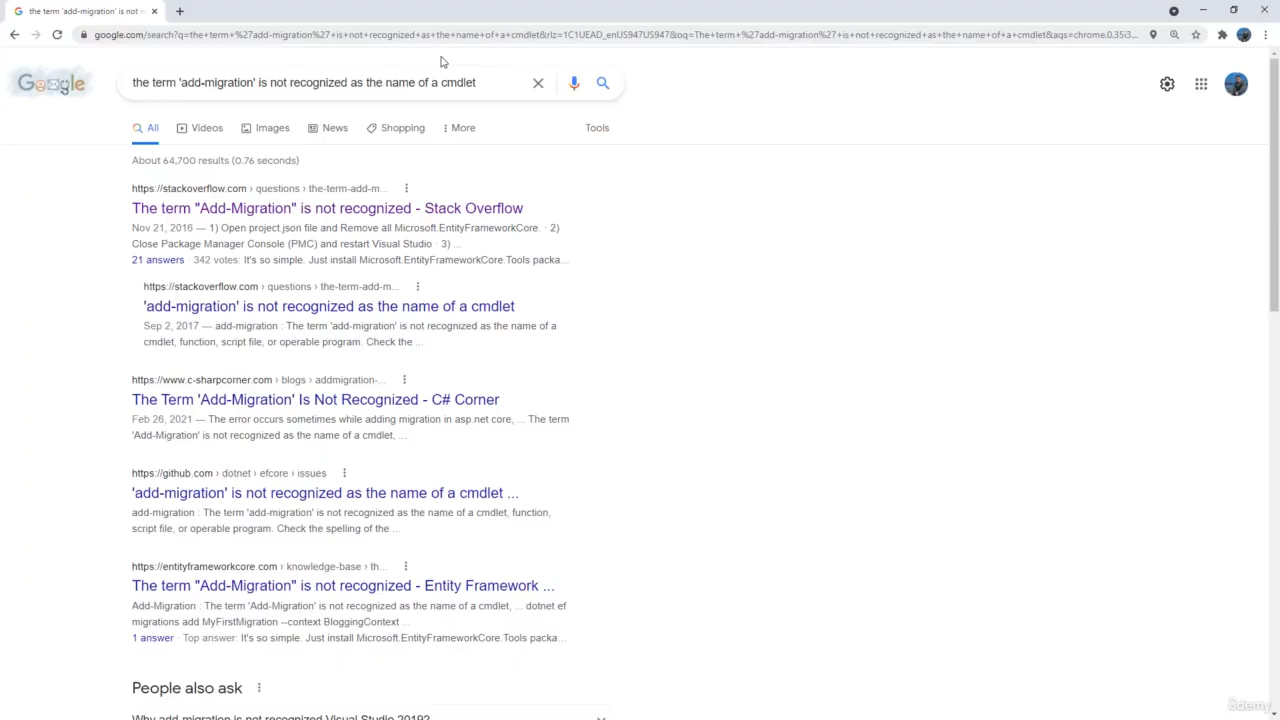 the term 'add-migration' is not r
google.com/search?q=the+term+%27add-migration%27+is+not+recognized+as+the+name+of+a+cmdlet&rlz=1C1UEAD_enUS947US947&oq=The+term+%27add-migration%27+is+not+recognized+as+the+name+of+a+cmdlet&aqs=chrome.0.35i3...
Google
the term 'add-migration' is not recognized as the name of a cmdlet
All Videos Images News Shopping More Tools
About 64,700 results (0.76 seconds)
https://stackoverflow.com › questions › the-term-add-m...
The term "Add-Migration" is not recognized - Stack Overflow
Nov 21, 2016 — 1) Open project.json file and Remove all Microsoft.EntityFrameworkCore. · 2)
Close Package Manager Console (PMC) and restart Visual Studio · 3) ...
21 answers · 342 votes: It's so simple. Just install Microsoft.EntityFrameworkCore.Tools packa...
https://stackoverflow.com › questions › the-term-add-m...
'add-migration' is not recognized as the name of a cmdlet
Sep 2, 2017 — add-migration : The term 'add-migration' is not recognized as the name of a
cmdlet, function, script file, or operable program. Check the ...
https://www.c-sharpcorner.com › blogs › addmigration-...
The Term 'Add-Migration' Is Not Recognized - C# Corner
Feb 26, 2021 — The error occurs sometimes while adding migration in asp.net core, ... The term
'Add-Migration' is not recognized as the name of a cmdlet, ...
https://github.com › dotnet › efcore › issues
'add-migration' is not recognized as the name of a cmdlet ...
add-migration : The term 'add-migration' is not recognized as the name of a cmdlet, function,
script file, or operable program. Check the spelling of the ...
https://entityframeworkcore.com › knowledge-base › th...
The term "Add-Migration" is not recognized - Entity Framework ...
Add-Migration : The term 'Add-Migration' is not recognized as the name of a cmdlet, ... dotnet ef
migrations add MyFirstMigration --context BloggingContext ...
1 answer · Top answer: It's so simple. Just install Microsoft.EntityFrameworkCore.Tools packa...
People also ask
Why add-migration is not recognized Visual Studio 2019?
ûdemy